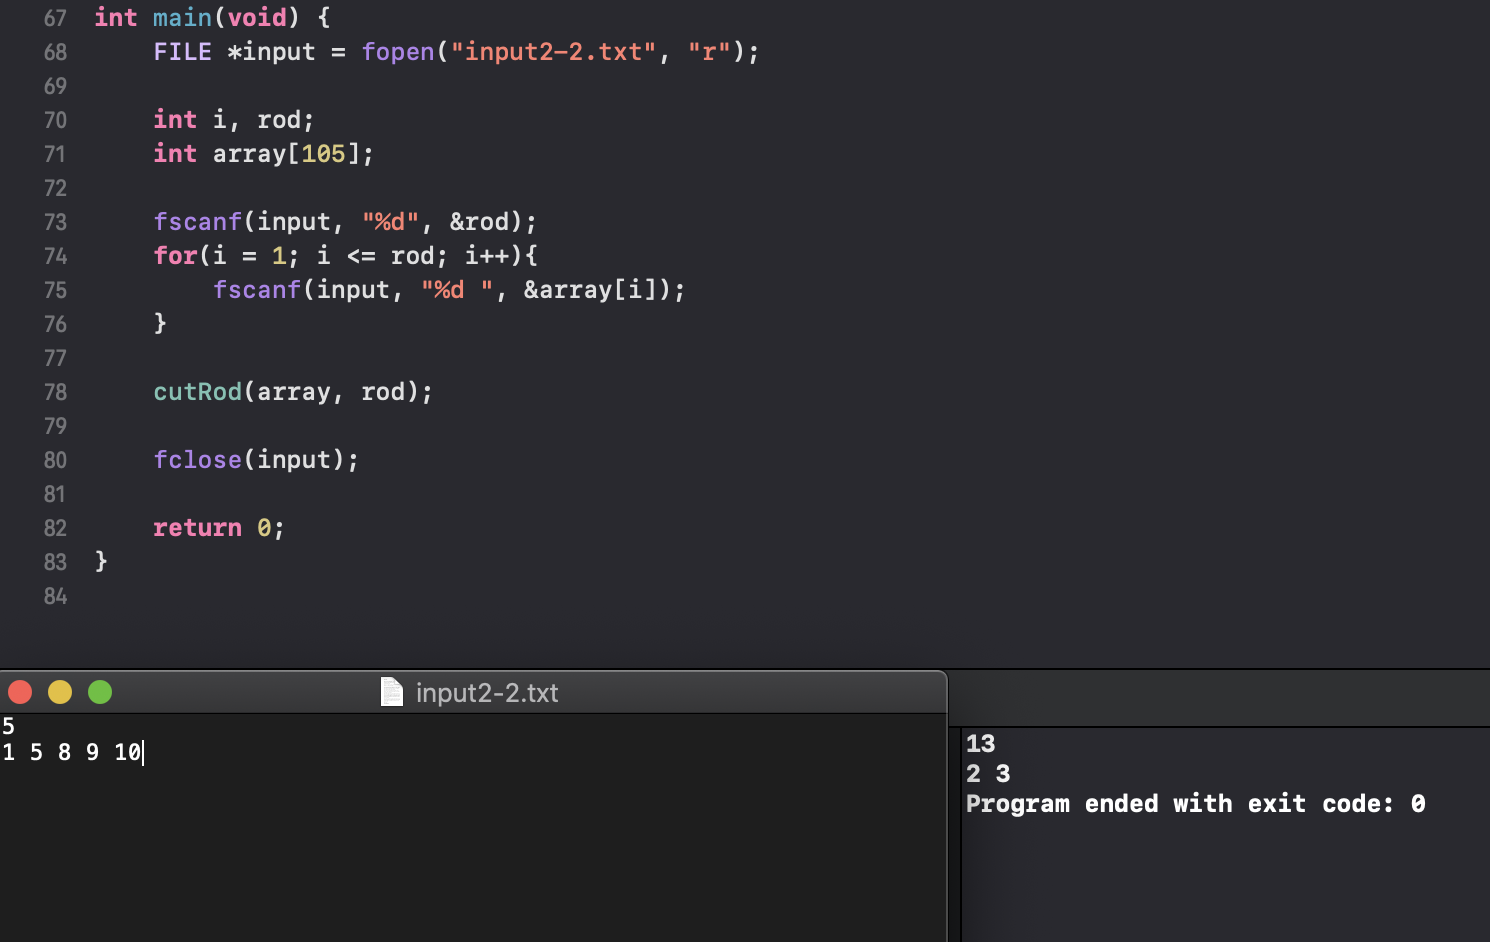 67 int main(void) {
68     FILE *input = fopen("input2-2.txt", "r");
69
70     int i, rod;
71     int array[105];
72
73     fscanf(input, "%d", &rod);
74     for(i = 1; i <= rod; i++){
75         fscanf(input, "%d ", &array[i]);
76     }
77
78     cutRod(array, rod);
79
80     fclose(input);
81
82     return 0;
83 }
84
input2-2.txt
5
1 5 8 9 10
13
2 3
Program ended with exit code: 0